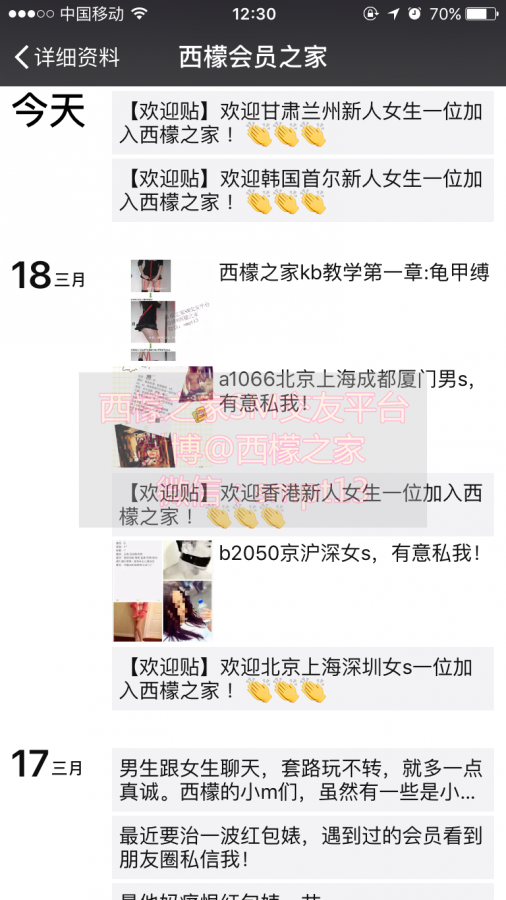 中国移动
12:30
70%
详细资料
西檬会员之家
今天
【欢迎贴】欢迎甘肃兰州新人女生一位加
入西檬之家！👏👏👏
【欢迎贴】欢迎韩国首尔新人女生一位加
入西檬之家！👏👏👏
18三月
西檬之家kb教学第一章:龟甲缚
a1066北京上海成都厦门男s，
有意私我！
西檬之家SM交友平台
博@西檬之家
微信
【欢迎贴】欢迎香港新人女生一位加入西
檬之家！👏👏👏
b2050京沪深女s，有意私我！
【欢迎贴】欢迎北京上海深圳女s一位加
入西檬之家！👏👏👏
17三月
男生跟女生聊天，套路玩不转，就多一点
真诚。西檬的小m们，虽然有一些是小...
最近要治一波红包婊，遇到过的会员看到
朋友圈私信我！